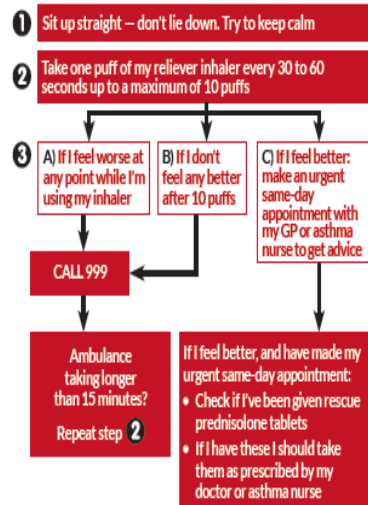 1 Sit up straight — don't lie down. Try to keep calm
2 Take one puff of my reliever inhaler every 30 to 60
seconds up to a maximum of 10 puffs
3
A) If I feel worse at
any point while I'm
using my inhaler
B) If I don't
feel any better
after 10 puffs
C) If I feel better:
make an urgent
same-day
appointment with
my GP or asthma
nurse to get advice
CALL 999
Ambulance
taking longer
than 15 minutes?
Repeat step 2
If I feel better, and have made my
urgent same-day appointment:
• Check if I've been given rescue
prednisolone tablets
• If I have these I should take
them as prescribed by my
doctor or asthma nurse